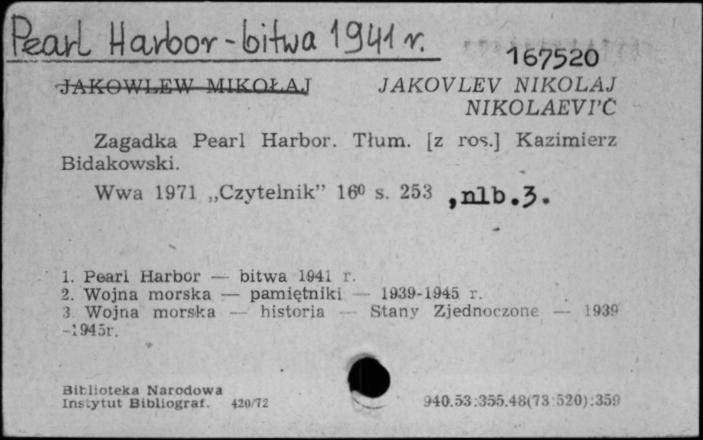 Pearl Harbor - bitwa 1941 r.
167520
JAKOWLEW MIKOŁAJ JAKOVLEV NIKOLAJ
NIKOLAEVI'Č
Zagadka Pearl Harbor. Tłum. [z ros.] Kazimierz
Bidakowski.
Wwa 1971 „Czytelnik” 16⁰ s. 253 ,nlb.3.
1. Pearl Harbor — bitwa 1941 r.
2. Wojna morska — pamiętniki — 1939-1945 r.
3 Wojna morska — historia — Stany Zjednoczone — 1939
-1945r.
Biblioteka Narodowa
Instytut Bibliograf. 420/72
940.53:355.48(73:520):359